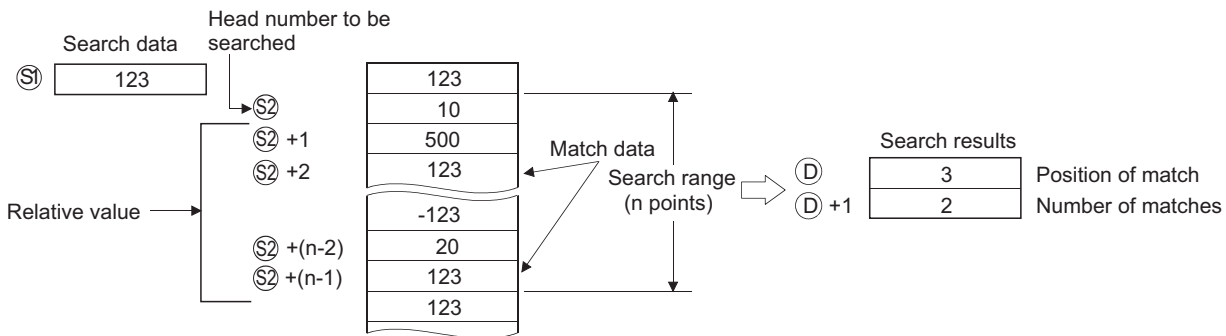 Head number to be
searched
Search data
S1 123
123
S2 10
S2 +1 500
S2 +2 123
Match data
Search range
(n points)
Relative value
-123
S2 +(n-2) 20
S2 +(n-1) 123
123
Search results
D 3 Position of match
D +1 2 Number of matches